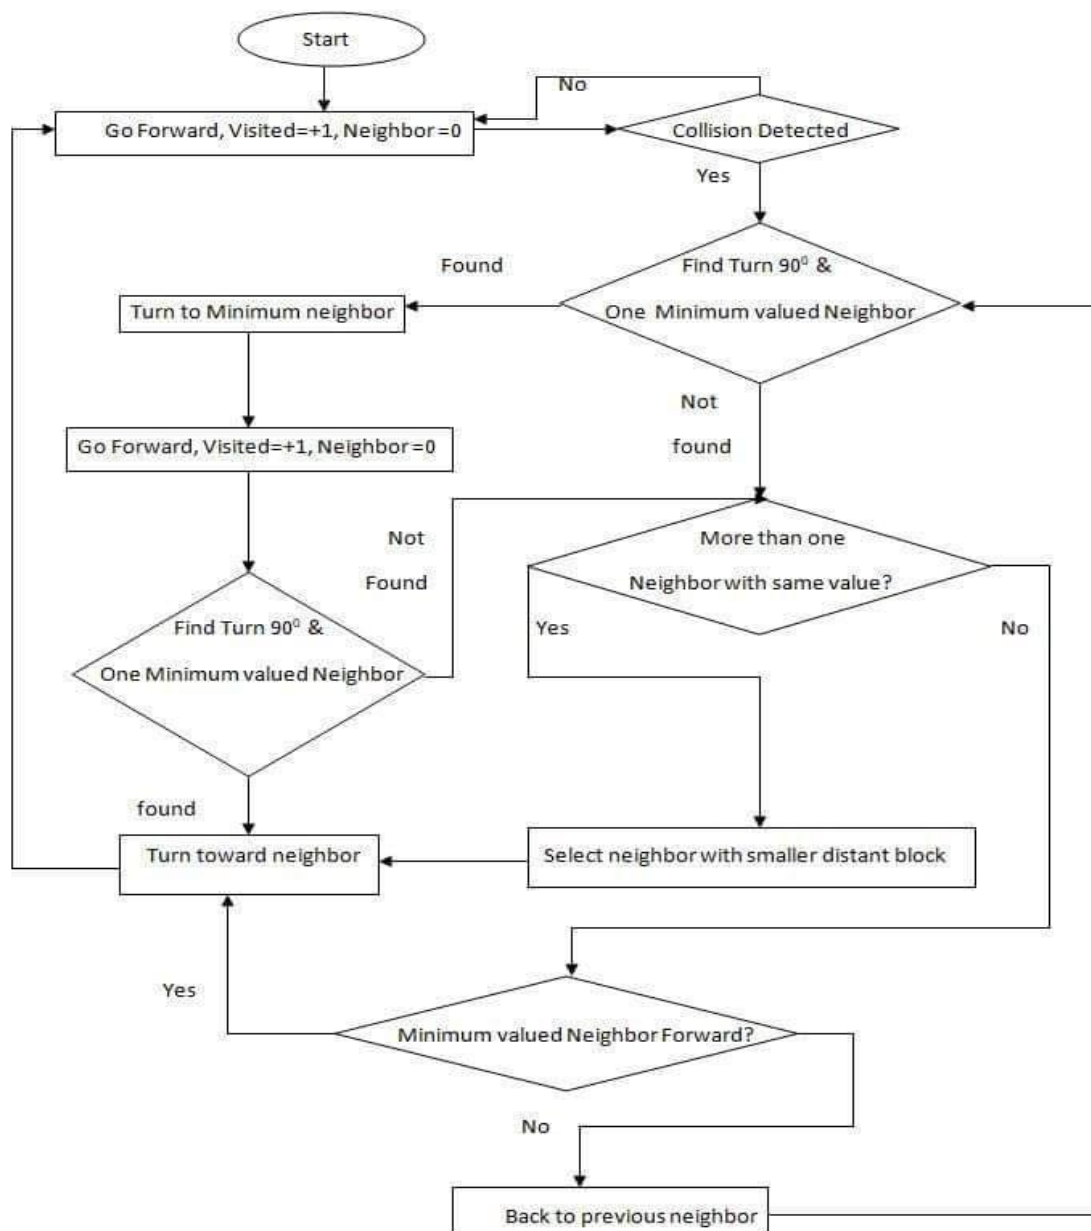 Start
No
Go Forward, Visited=+1, Neighbor=0
Collision Detected
Yes
Found
Find Turn 90⁰ &
One Minimum valued Neighbor
Turn to Minimum neighbor
Not
found
Go Forward, Visited=+1, Neighbor=0
Not
Found
More than one
Neighbor with same value?
Yes
No
Find Turn 90⁰ &
One Minimum valued Neighbor
found
Turn toward neighbor
Select neighbor with smaller distant block
Yes
Minimum valued Neighbor Forward?
No
Back to previous neighbor